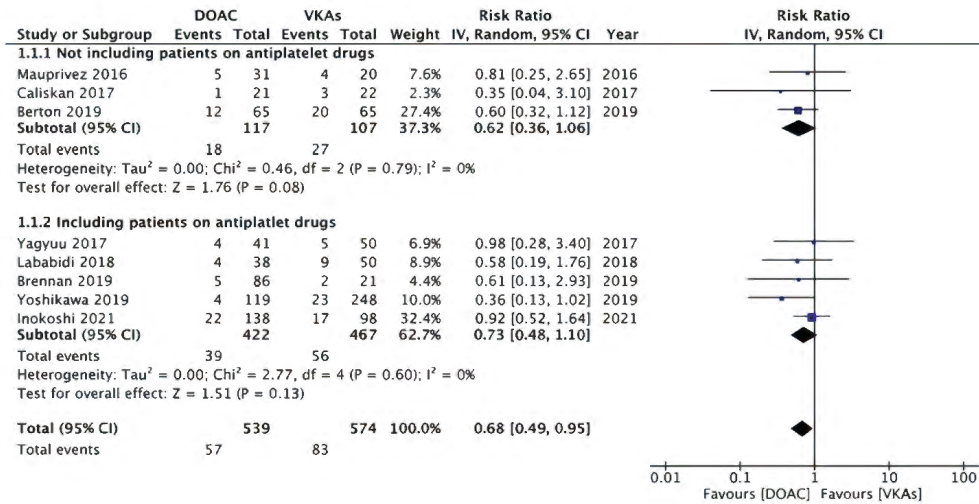 DOAC VKAs Risk Ratio Risk Ratio
Study or Subgroup Events Total Events Total Weight IV, Random, 95% CI Year IV, Random, 95% CI
1.1.1 Not including patients on antiplatelet drugs
Mauprivez 2016 5 31 4 20 7.6% 0.81 [0.25, 2.65] 2016
Caliskan 2017 1 21 3 22 2.3% 0.35 [0.04, 3.10] 2017
Berton 2019 12 65 20 65 27.4% 0.60 [0.32, 1.12] 2019
Subtotal (95% CI) 117 107 37.3% 0.62 [0.36, 1.06]
Total events 18 27
Heterogeneity: Tau² = 0.00; Chi² = 0.46, df = 2 (P = 0.79); I² = 0%
Test for overall effect: Z = 1.76 (P = 0.08)
1.1.2 Including patients on antiplatlet drugs
Yagyuu 2017 4 41 5 50 6.9% 0.98 [0.28, 3.40] 2017
Lababidi 2018 4 38 9 50 8.9% 0.58 [0.19, 1.76] 2018
Brennan 2019 5 86 2 21 4.4% 0.61 [0.13, 2.93] 2019
Yoshikawa 2019 4 119 23 248 10.0% 0.36 [0.13, 1.02] 2019
Inokoshi 2021 22 138 17 98 32.4% 0.92 [0.52, 1.64] 2021
Subtotal (95% CI) 422 467 62.7% 0.73 [0.48, 1.10]
Total events 39 56
Heterogeneity: Tau² = 0.00; Chi² = 2.77, df = 4 (P = 0.60); I² = 0%
Test for overall effect: Z = 1.51 (P = 0.13)
Total (95% CI) 539 574 100.0% 0.68 [0.49, 0.95]
Total events 57 83
0.01 0.1 1 10 100
Favours [DOAC] Favours [VKAs]